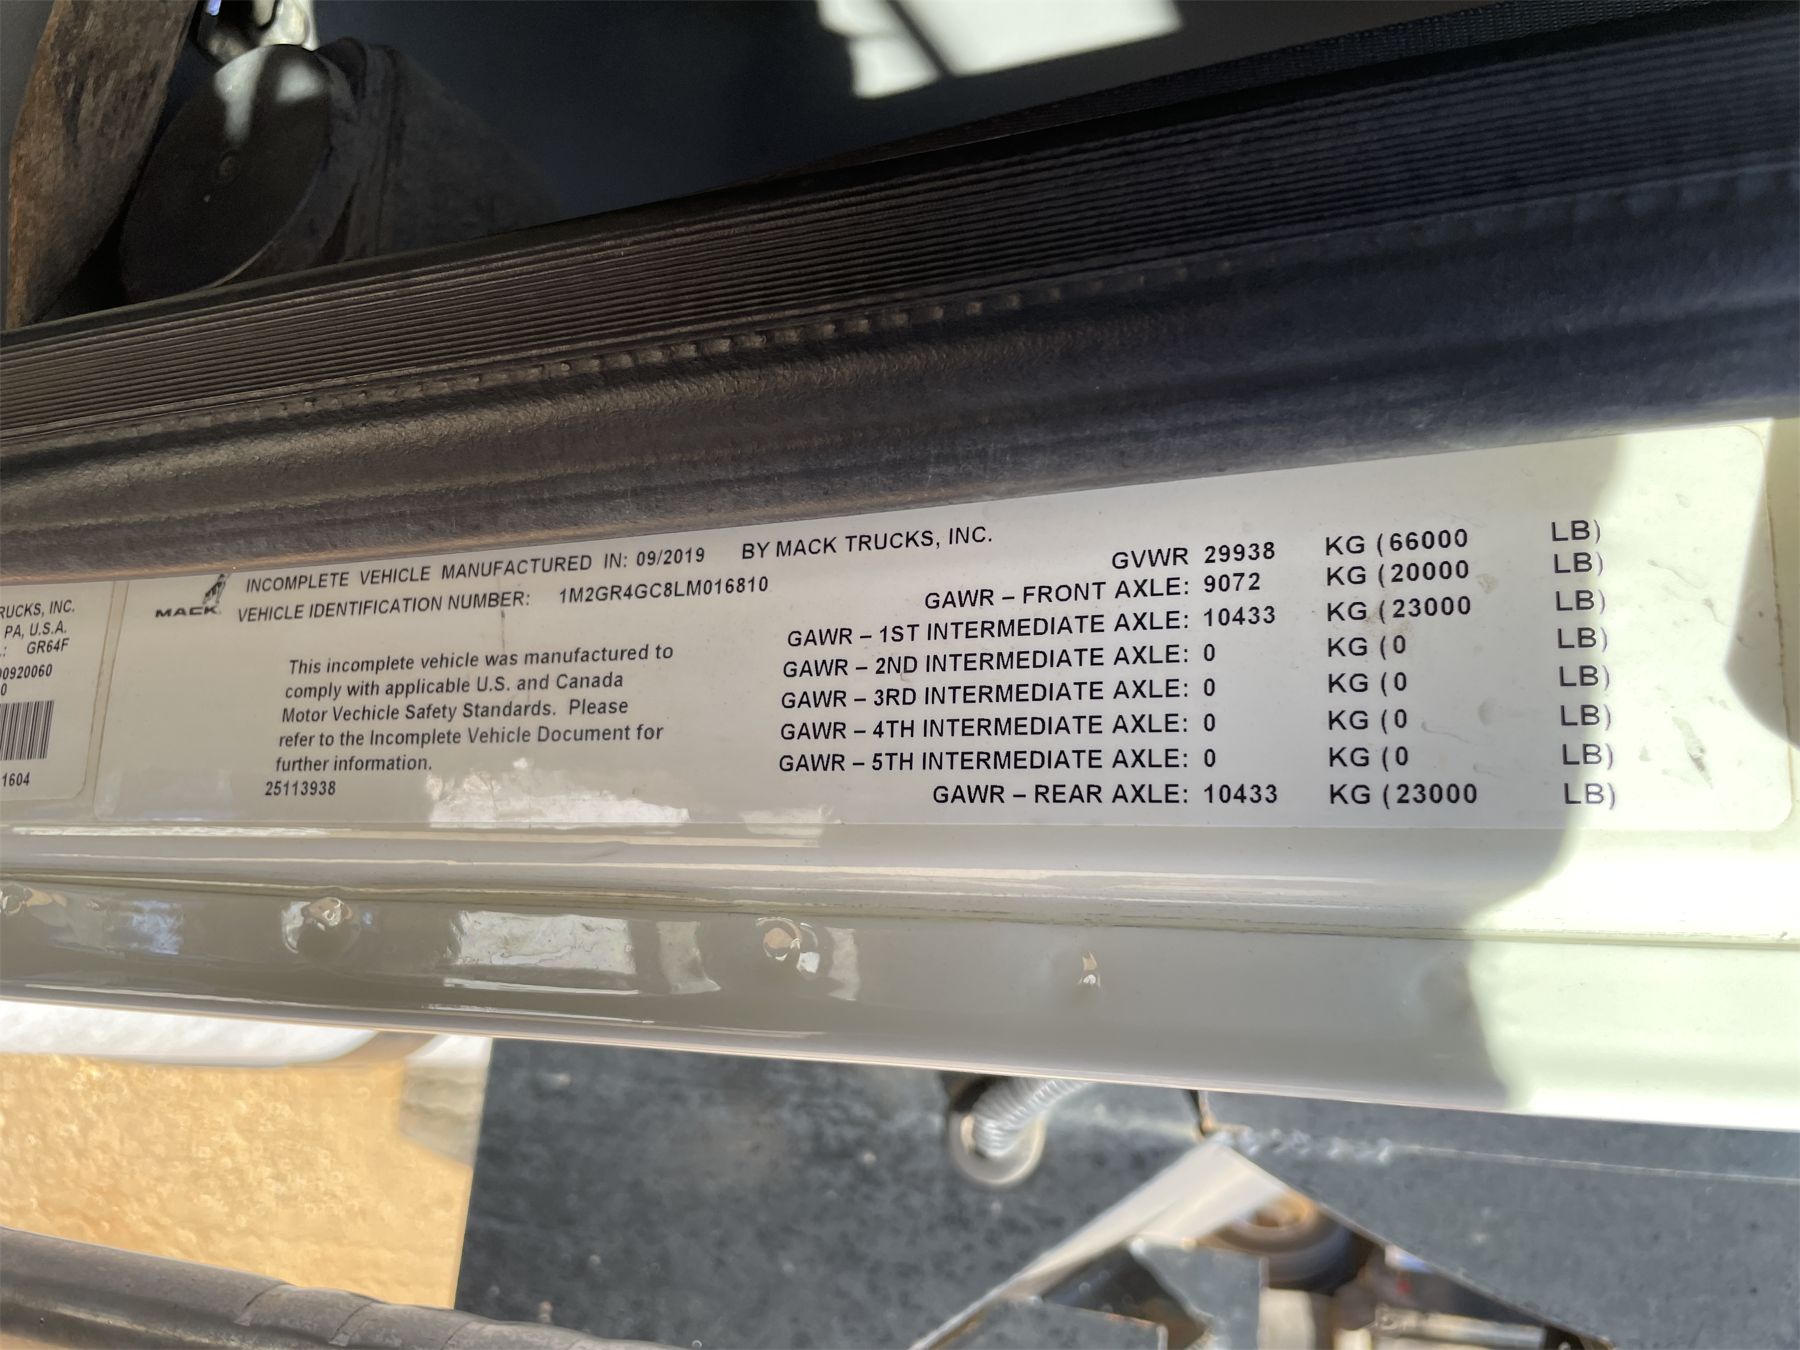 RUCKS, INC.
PA, U.S.A.
.: GR64F
00920060
0
1604
MACK
INCOMPLETE VEHICLE MANUFACTURED IN: 09/2019 BY MACK TRUCKS, INC.
VEHICLE IDENTIFICATION NUMBER: 1M2GR4GC8LM016810
This incomplete vehicle was manufactured to
comply with applicable U.S. and Canada
Motor Vechicle Safety Standards. Please
refer to the Incomplete Vehicle Document for
further information.
25113938
GVWR 29938 KG (66000 LB)
GAWR – FRONT AXLE: 9072 KG (20000 LB)
GAWR – 1ST INTERMEDIATE AXLE: 10433 KG (23000 LB)
GAWR – 2ND INTERMEDIATE AXLE: 0 KG (0 LB)
GAWR – 3RD INTERMEDIATE AXLE: 0 KG (0 LB)
GAWR – 4TH INTERMEDIATE AXLE: 0 KG (0 LB)
GAWR – 5TH INTERMEDIATE AXLE: 0 KG (0 LB)
GAWR – REAR AXLE: 10433 KG (23000 LB)